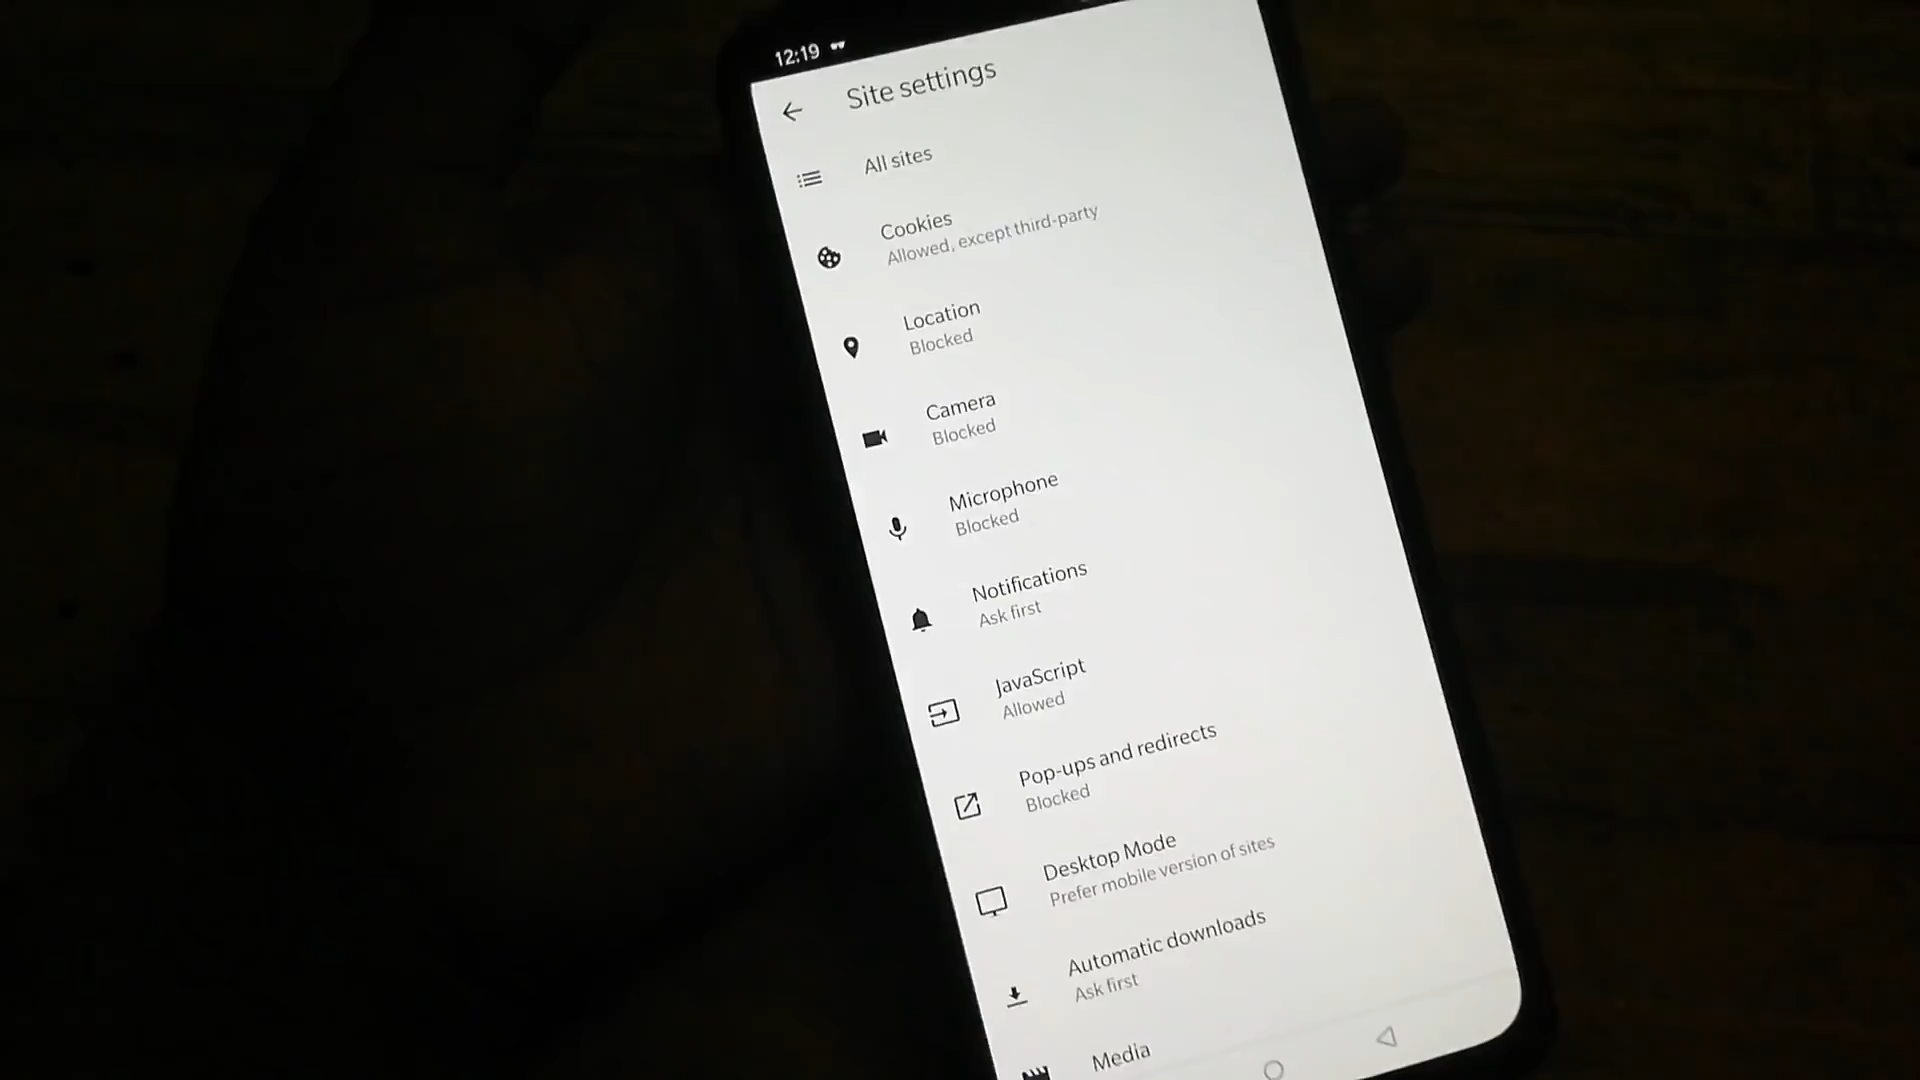 12:19
Site settings
All sites
Cookies
Allowed, except third-party
Location
Blocked
Camera
Blocked
Microphone
Blocked
Notifications
Ask first
JavaScript
Allowed
Pop-ups and redirects
Blocked
Desktop Mode
Prefer mobile version of sites
Automatic downloads
Ask first
Media